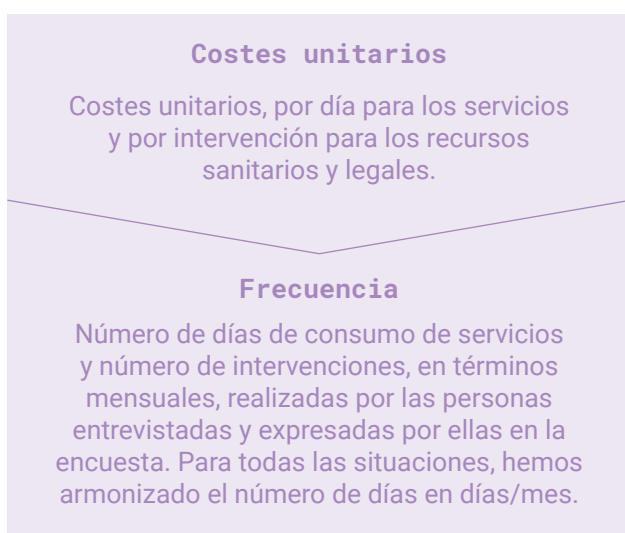 Costes unitarios
Costes unitarios, por día para los servicios
y por intervención para los recursos
sanitarios y legales.
Frecuencia
Número de días de consumo de servicios
y número de intervenciones, en términos
mensuales, realizadas por las personas
entrevistadas y expresadas por ellas en la
encuesta. Para todas las situaciones, hemos
armonizado el número de días en días/mes.